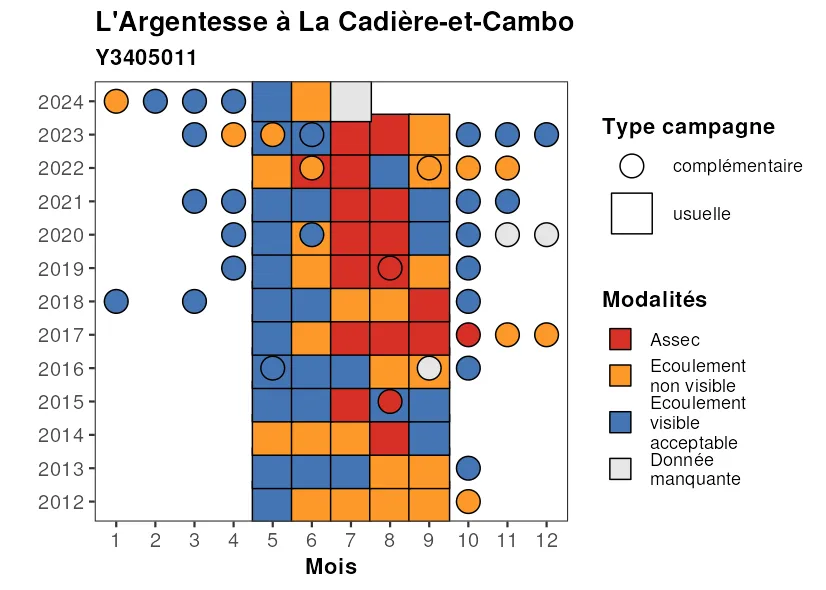 L'Argentesse à La Cadière-et-Cambo
Y3405011
2024
2023
2022
2021
2020
2019
2018
2017
2016
2015
2014
2013
2012
1 2 3 4 5 6 7 8 9 10 11 12
Mois
Type campagne
complémentaire
usuelle
Modalités
Assec
Ecoulement
non visible
Ecoulement
visible
acceptable
Donnée
manquante